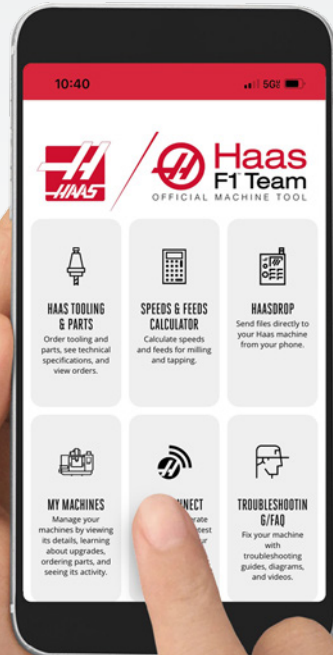 10:40
5GE
HAAS
Haas
F1 Team
OFFICIAL MACHINE TOOL
HAAS TOOLING
& PARTS
Order tooling and
parts, see technical
specifications, and
view orders.
SPEEDS & FEEDS
CALCULATOR
Calculate speeds
and feeds for milling
and tapping.
HAASDROP
Send files directly to
your Haas machine
from your phone.
MY MACHINES
Manage your
machines by viewing
its details, learning
about upgrades,
ordering parts, and
seeing its activity.
TROUBLESHOOTIN
G/FAQ
Fix your machine
with
troubleshooting
guides, diagrams,
and videos.